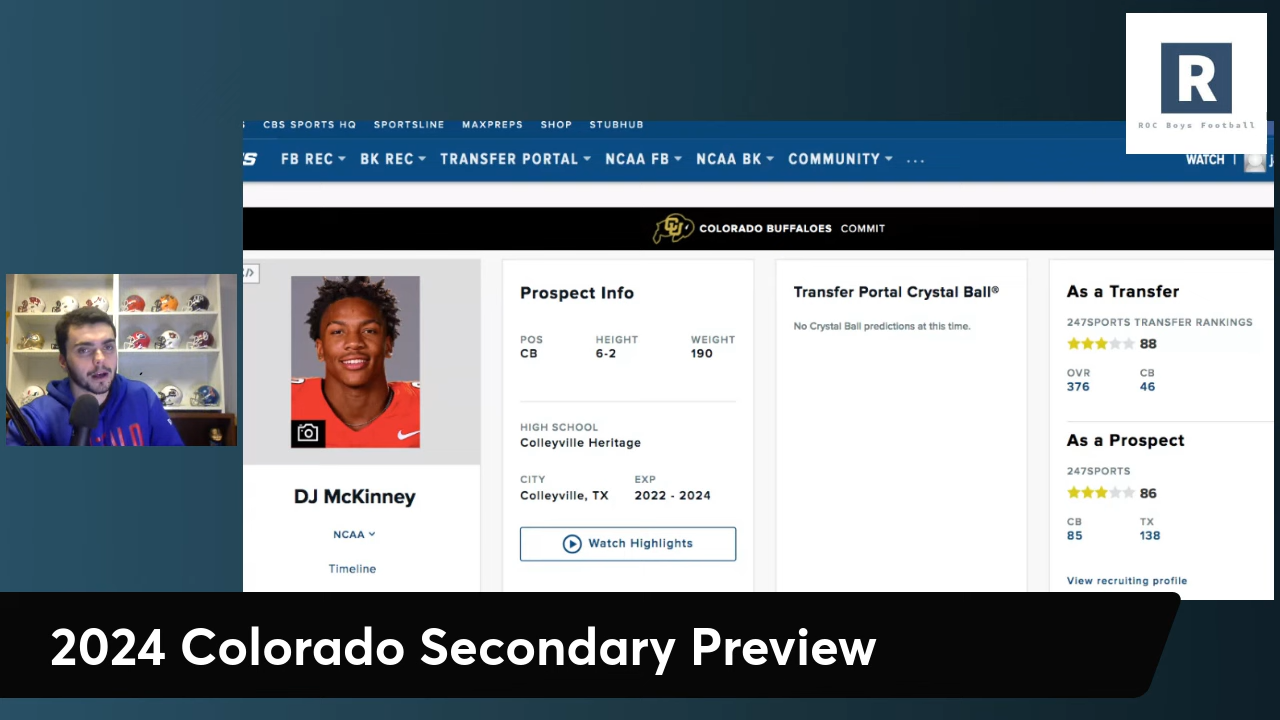 R
ROC Boys Football
CBS SPORTS HQ SPORTSLINE MAXPREPS SHOP STUBHUB
FB REC BK REC TRANSFER PORTAL NCAA FB NCAA BK COMMUNITY ...
WATCH
COLORADO BUFFALOES COMMIT
Prospect Info
POS HEIGHT WEIGHT
CB 6-2 190
HIGH SCHOOL
Colleyville Heritage
CITY EXP
Colleyville, TX 2022 - 2024
Watch Highlights
Transfer Portal Crystal Ball®
No Crystal Ball predictions at this time.
As a Transfer
247SPORTS TRANSFER RANKINGS
88
OVR CB
376 46
As a Prospect
247SPORTS
86
CB TX
85 138
View recruiting profile
DJ McKinney
NCAA
Timeline
2024 Colorado Secondary Preview